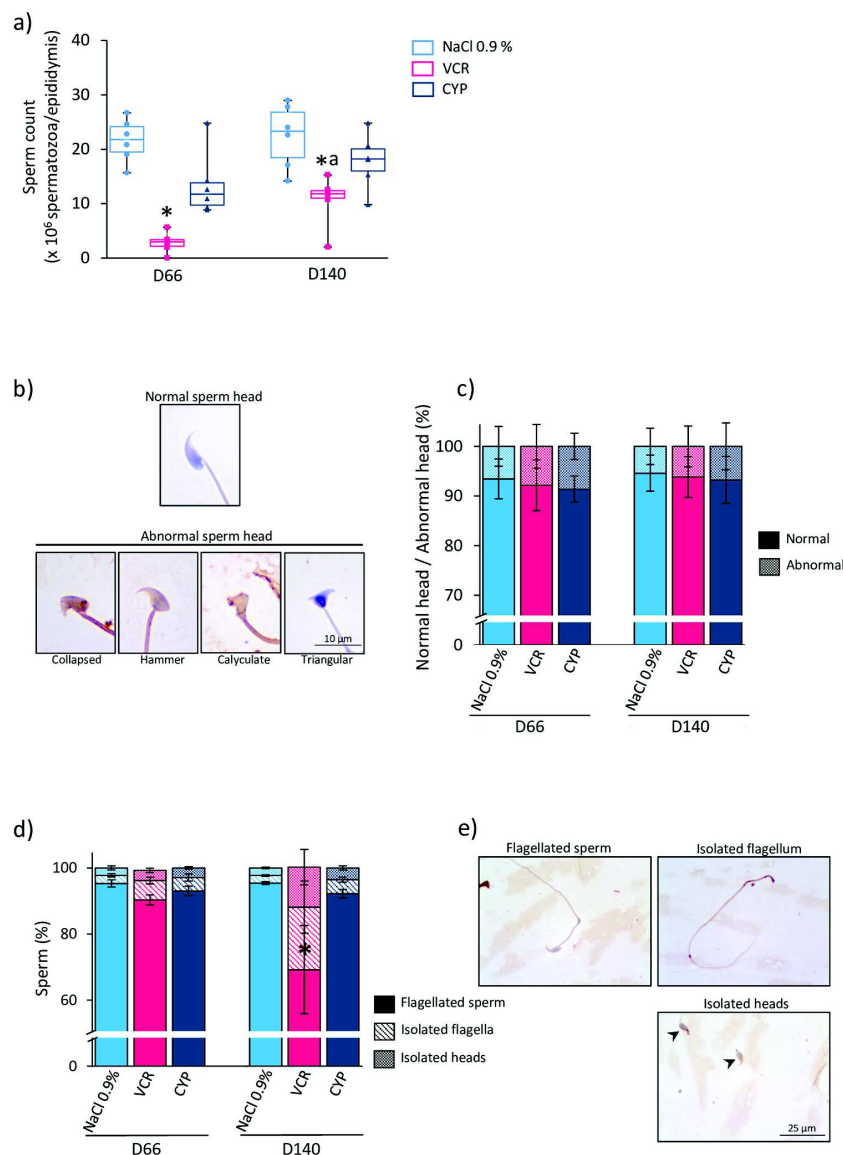 a)
NaCl 0.9 %
VCR
CYP
Sperm count
(x 10⁶ spermatozoa/epididymis)
40
30
20
10
0
*
*a
D66
D140
b)
Normal sperm head
Abnormal sperm head
10 µm
Collapsed
Hammer
Calyculate
Triangular
c)
Normal head / Abnormal head (%)
100
90
80
70
0
Normal
Abnormal
NaCl 0.9%
VCR
CYP
NaCl 0.9%
VCR
CYP
D66
D140
d)
Sperm (%)
100
80
60
0
*
Flagellated sperm
Isolated flagella
Isolated heads
NaCl 0.9%
VCR
CYP
NaCl 0.9%
VCR
CYP
D66
D140
e)
Flagellated sperm
Isolated flagellum
Isolated heads
25 µm